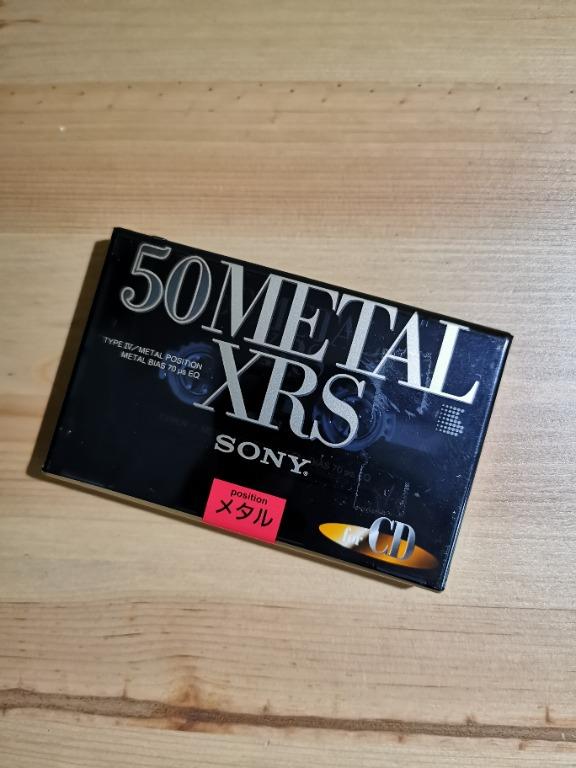 50METAL
XRS
TYPE IV/METAL POSITION
METAL BIAS 70 μs EQ
SONY®
position
メタル
for CD